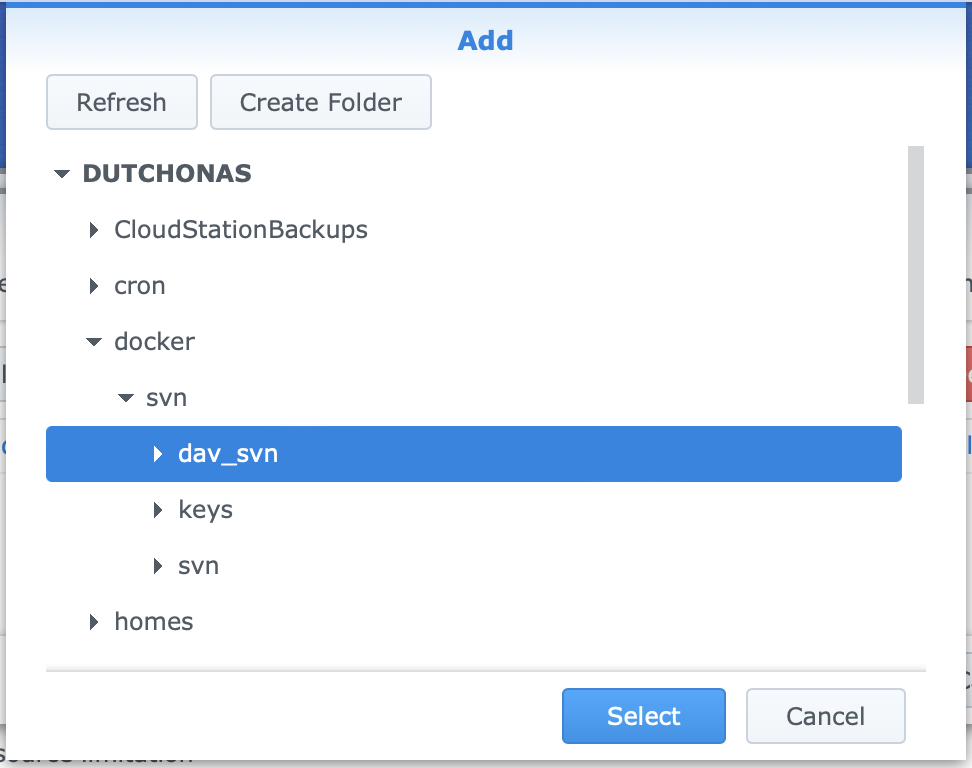 Add
Refresh Create Folder
DUTCHONAS
CloudStationBackups
cron
docker
svn
dav_svn
keys
svn
homes
Select Cancel